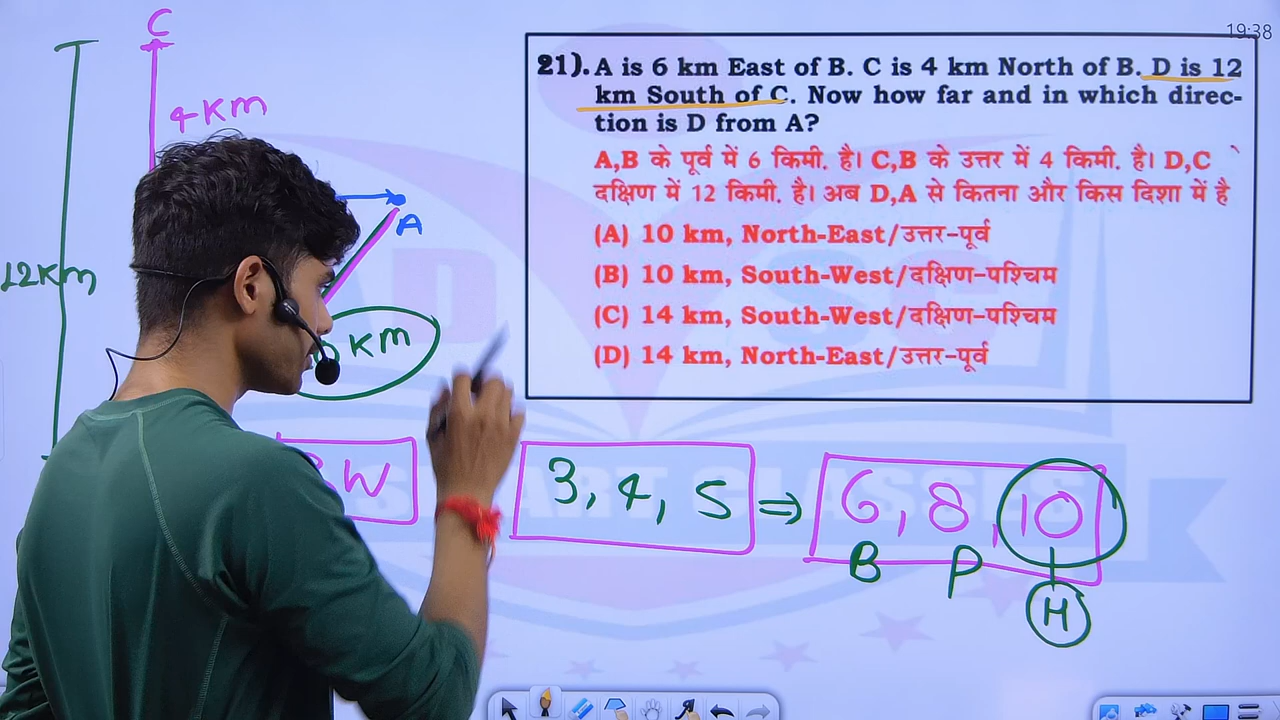 19:38
C
4KM
A
12KM
KM
W
21). A is 6 km East of B. C is 4 km North of B. D is 12
km South of C. Now how far and in which direc-
tion is D from A?
A,B के पूर्व में 6 किमी. है। C,B के उत्तर में 4 किमी. है। D,C
दक्षिण में 12 किमी. है। अब D,A से कितना और किस दिशा में है
(A) 10 km, North-East/उत्तर-पूर्व
(B) 10 km, South-West/दक्षिण-पश्चिम
(C) 14 km, South-West/दक्षिण-पश्चिम
(D) 14 km, North-East/उत्तर-पूर्व
3, 4, 5 ⇒ 6, 8, 10
B P H